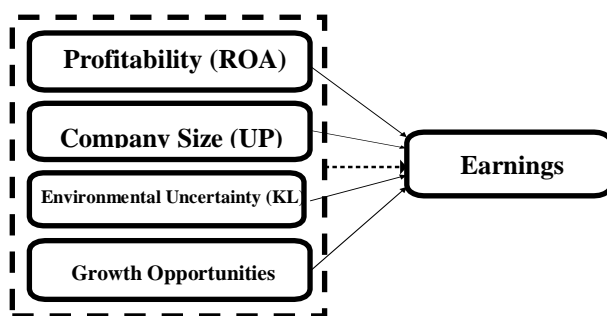 Profitability (ROA)
Company Size (UP)
Environmental Uncertainty (KL)
Growth Opportunities
Earnings